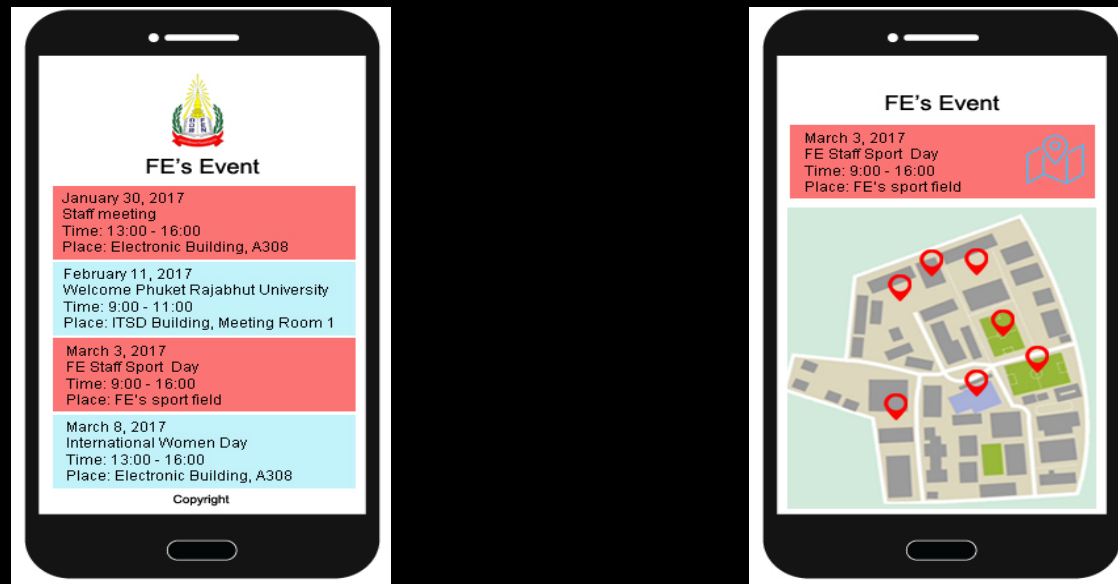 FE's Event
January 30, 2017
Staff meeting
Time: 13:00 - 16:00
Place: Electronic Building, A308
February 11, 2017
Welcome Phuket Rajabhut University
Time: 9:00 - 11:00
Place: ITSD Building, Meeting Room 1
March 3, 2017
FE Staff Sport Day
Time: 9:00 - 16:00
Place: FE's sport field
March 8, 2017
International Women Day
Time: 13:00 - 16:00
Place: Electronic Building, A308
Copyright
FE's Event
March 3, 2017
FE Staff Sport Day
Time: 9:00 - 16:00
Place: FE's sport field